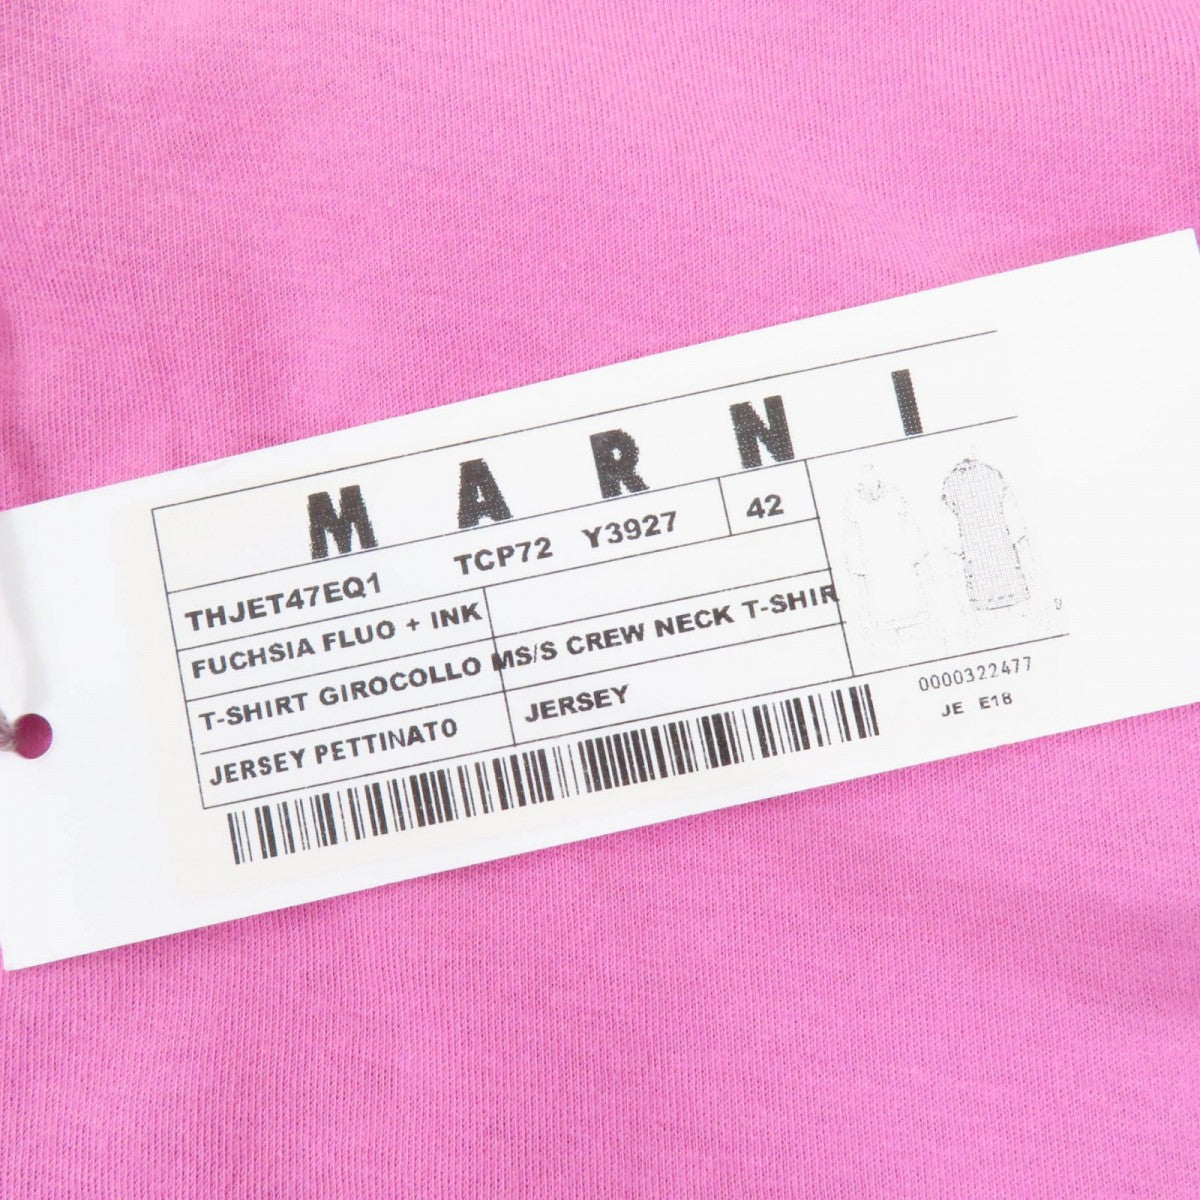 MARNI
THJET47EQ1 TCP72 Y3927 42
FUCHSIA FLUO + INK
T-SHIRT GIROCOLLO MS/S CREW NECK T-SHIR
JERSEY PETTINATO JERSEY
0000322477
JE E18